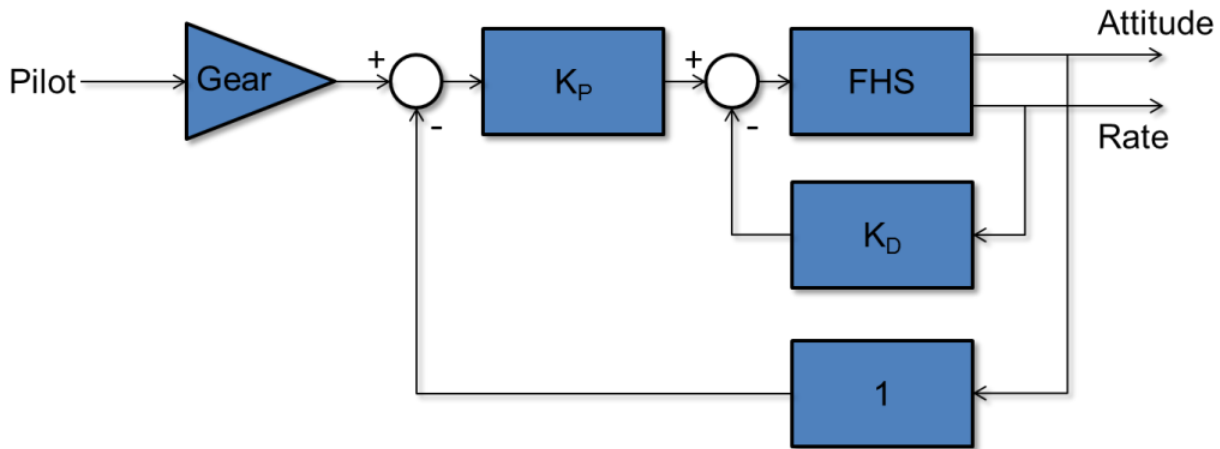 Attitude
Pilot
Gear
+
-
K_P
+
-
FHS
Rate
K_D
1